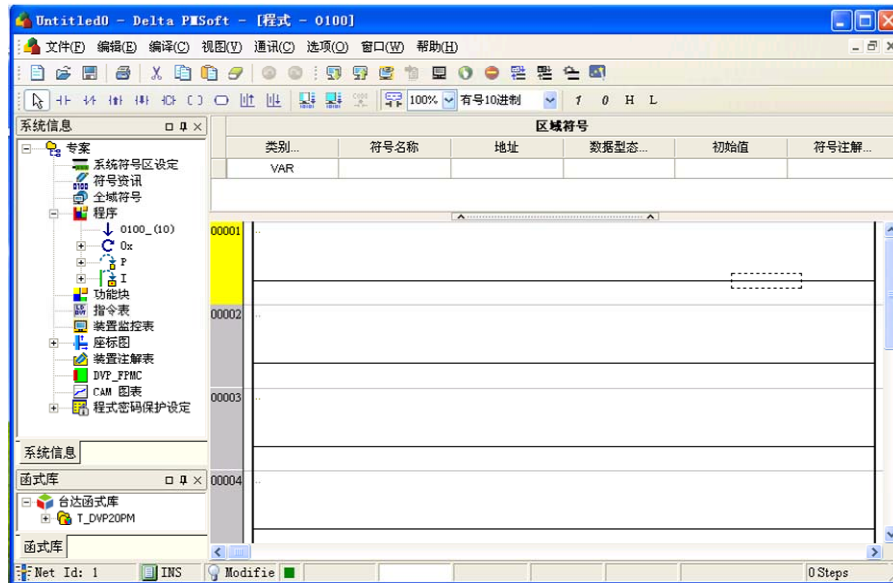 Untitled0 - Delta PMSoft - [程式 - O100]
文件(F) 编辑(E) 编译(C) 视图(V) 通讯(C) 选项(O) 窗口(W) 帮助(H)
100% 有号10进制 1 0 H L
系统信息
专案
系统符号区设定
符号资讯
全域符号
程序
O100_(10)
Ox
P
I
功能块
指令表
装置监控表
座标图
装置注解表
DVP_FPMC
CAM 图表
程式密码保护设定
系统信息
函式库
台达函式库
T_DVP20PM
函式库
区域符号
类别... 符号名称 地址 数据型态... 初始值 符号注解...
VAR
00001
00002
00003
00004
Net Id: 1 INS Modifie 0 Steps